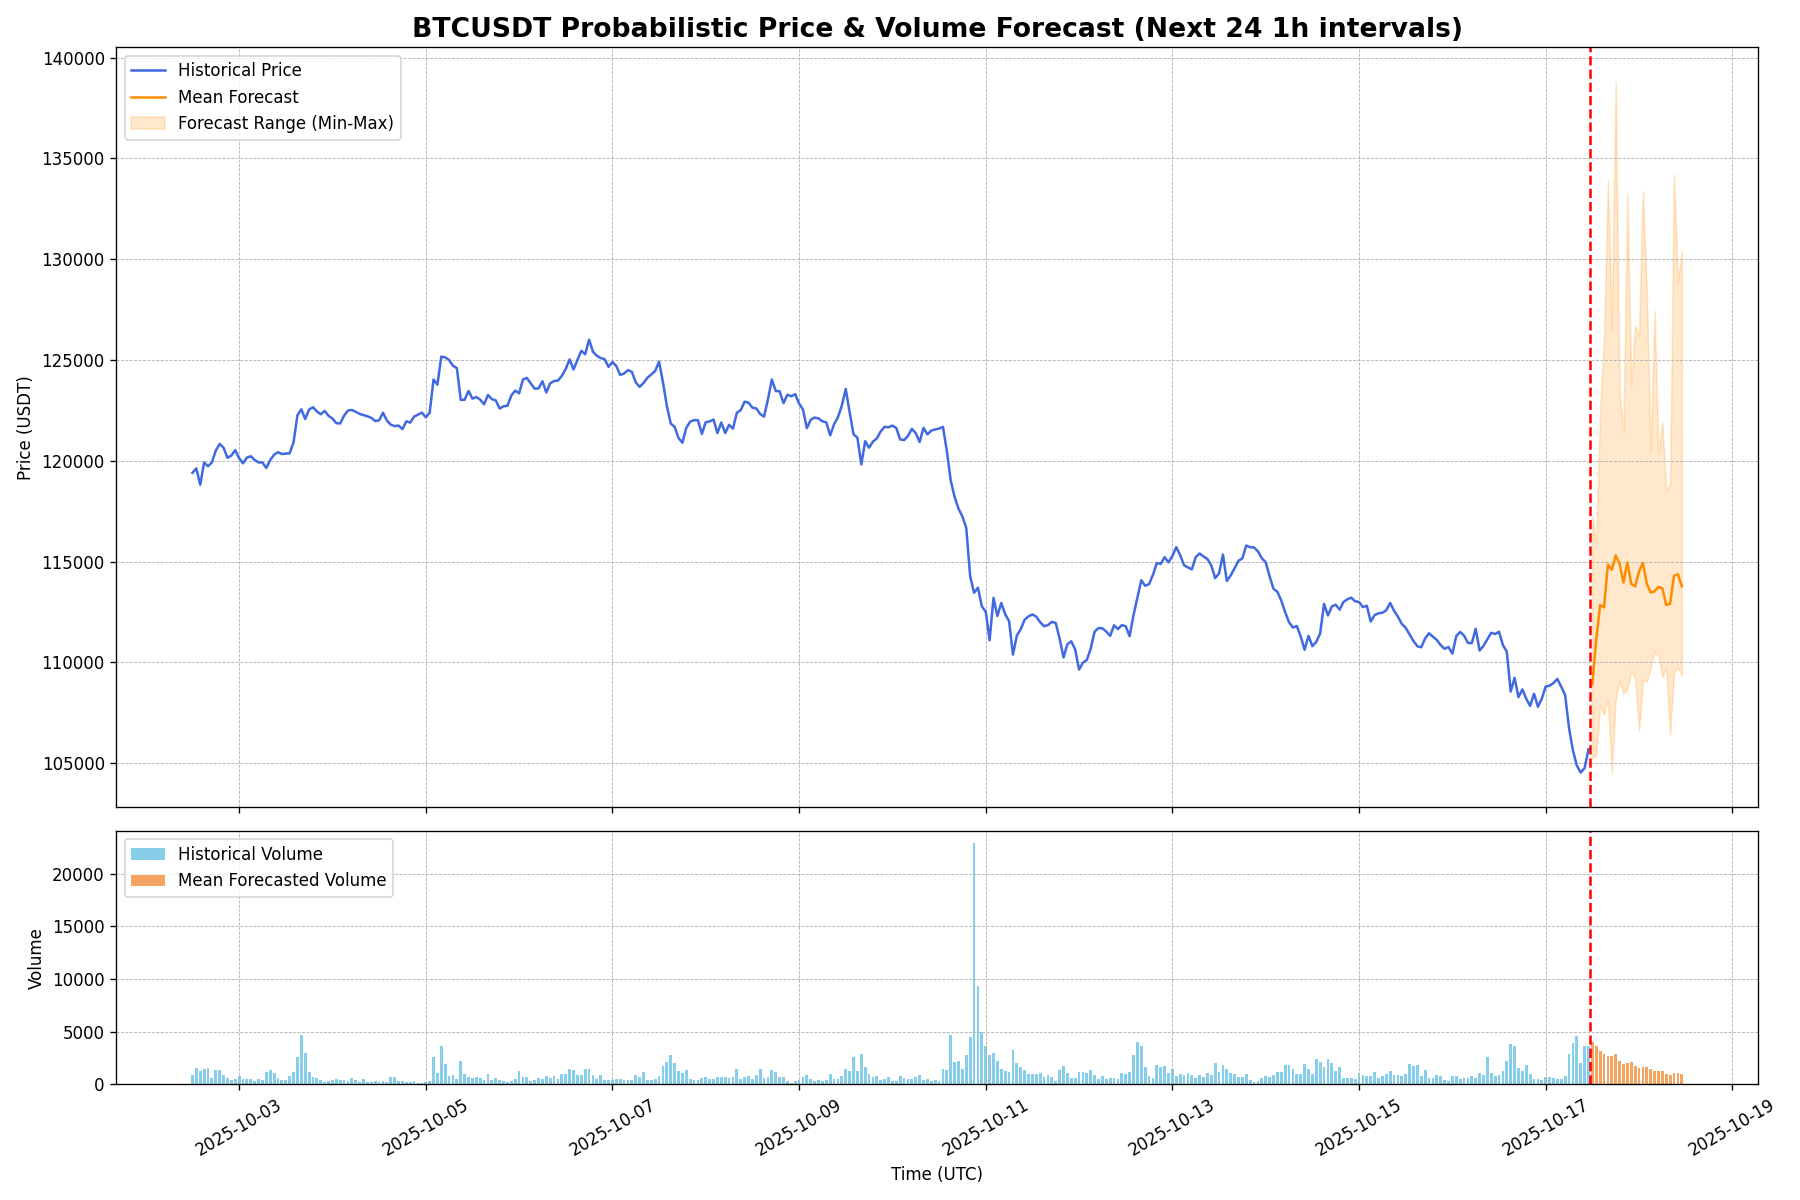 BTCUSDT Probabilistic Price & Volume Forecast (Next 24 1h intervals)
Historical Price
Mean Forecast
Forecast Range (Min-Max)
140000
135000
130000
125000
120000
115000
110000
105000
Price (USDT)
Historical Volume
Mean Forecasted Volume
20000
15000
10000
5000
0
Volume
2025-10-03
2025-10-05
2025-10-07
2025-10-09
2025-10-11
2025-10-13
2025-10-15
2025-10-17
2025-10-19
Time (UTC)